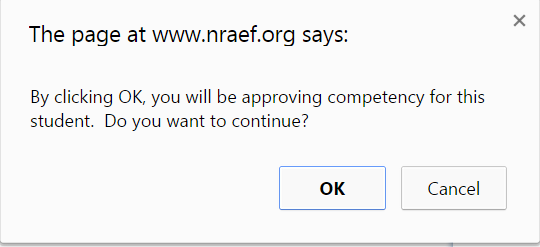 The page at www.nraef.org says:
By clicking OK, you will be approving competency for this
student.  Do you want to continue?
OK
Cancel